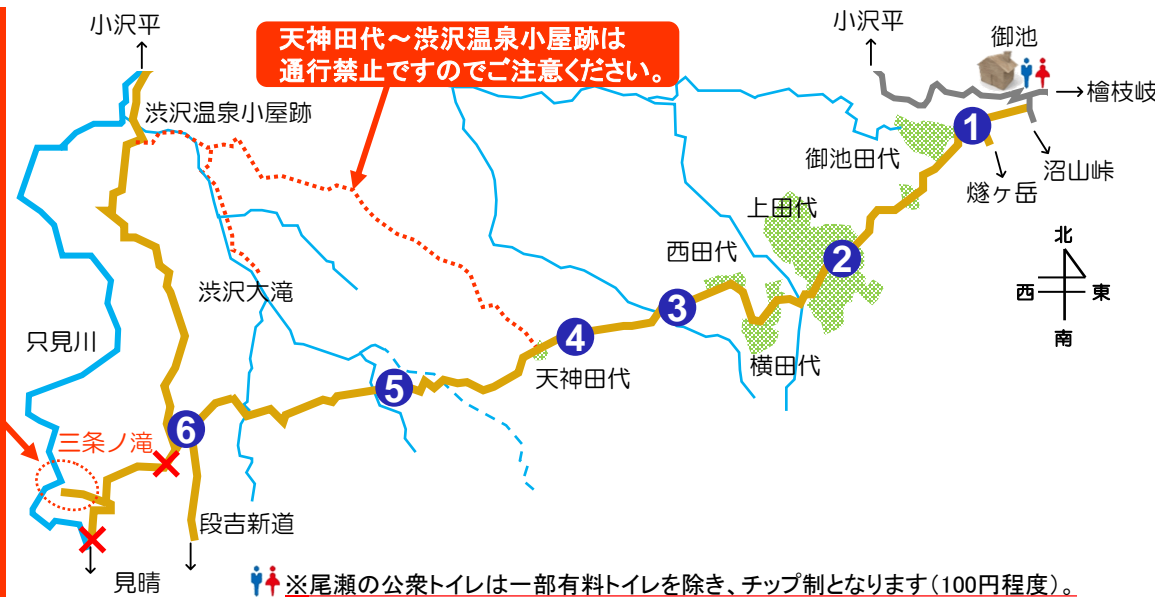 小沢平
天神田代～渋沢温泉小屋跡は
通行禁止ですのでご注意ください。
小沢平
御池
檜枝岐
渋沢温泉小屋跡
1
御池田代
沼山峠
燧ヶ岳
上田代
2
北
西
東
南
西田代
渋沢大滝
3
只見川
4
横田代
天神田代
5
6
三条ノ滝
段吉新道
見晴
※尾瀬の公衆トイレは一部有料トイレを除き、チップ制となります(100円程度)。